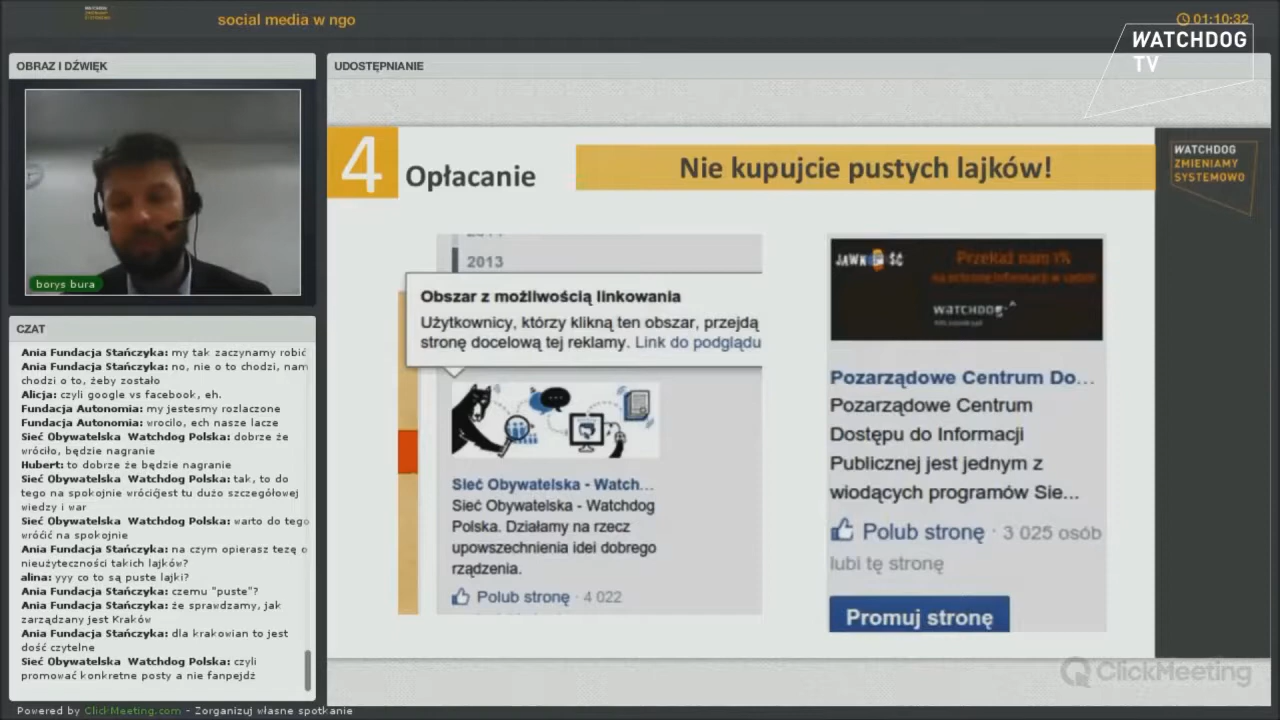 social media w ngo
01:10:32
WATCHDOG
TV
OBRAZ I DŹWIĘK
borys bura
CZAT
Ania Fundacja Stańczyka: my tak zaczynamy robić
Ania Fundacja Stańczyka: no, nie o to chodzi, nam
chodzi o to, żeby zostało
Alicja: czyli google vs facebook, eh.
Fundacja Autonomia: my jestesmy rozlaczone
Fundacja Autonomia: wrocilo, ech nasze lacze
Sieć Obywatelska Watchdog Polska: dobrze że
wróciło, będzie nagranie
Hubert: to dobrze że będzie nagranie
Sieć Obywatelska Watchdog Polska: tak, to do
tego na spokojnie wrócićjest tu dużo szczegółowej
wiedzy i war
Sieć Obywatelska Watchdog Polska: warto do tego
wróćić na spokojnie
Ania Fundacja Stańczyka: na czym opierasz tezę o
nieużyteczności takich lajków?
alina: yyy co to są puste lajki?
Ania Fundacja Stańczyka: czemu "puste"?
Ania Fundacja Stańczyka: że sprawdzamy, jak
zarządzany jest Kraków
Ania Fundacja Stańczyka: dla krakowian to jest
dość czytelne
Sieć Obywatelska Watchdog Polska: czyli
promować konkretne posty a nie fanpejdż
UDOSTĘPNIANIE
4 Opłacanie
Nie kupujcie pustych lajków!
WATCHDOG
ZMIENIAMY
SYSTEMOWO
2013
Obszar z możliwością linkowania
Użytkownicy, którzy klikną ten obszar, przejdą
stronę docelową tej reklamy. Link do podglądu
Sieć Obywatelska - Watch...
Sieć Obywatelska - Watchdog
Polska. Działamy na rzecz
upowszechnienia idei dobrego
rządzenia.
Polub stronę · 4 022
JAWNOŚĆ
Przekaż nam 1%
WATCHDOG
Pozarządowe Centrum Do...
Pozarządowe Centrum
Dostępu do Informacji
Publicznej jest jednym z
wiodących programów Sie...
Polub stronę · 3 025 osób
lubi tę stronę
Promuj stronę
ClickMeeting
Powered by ClickMeeting.com - Zorganizuj własne spotkanie